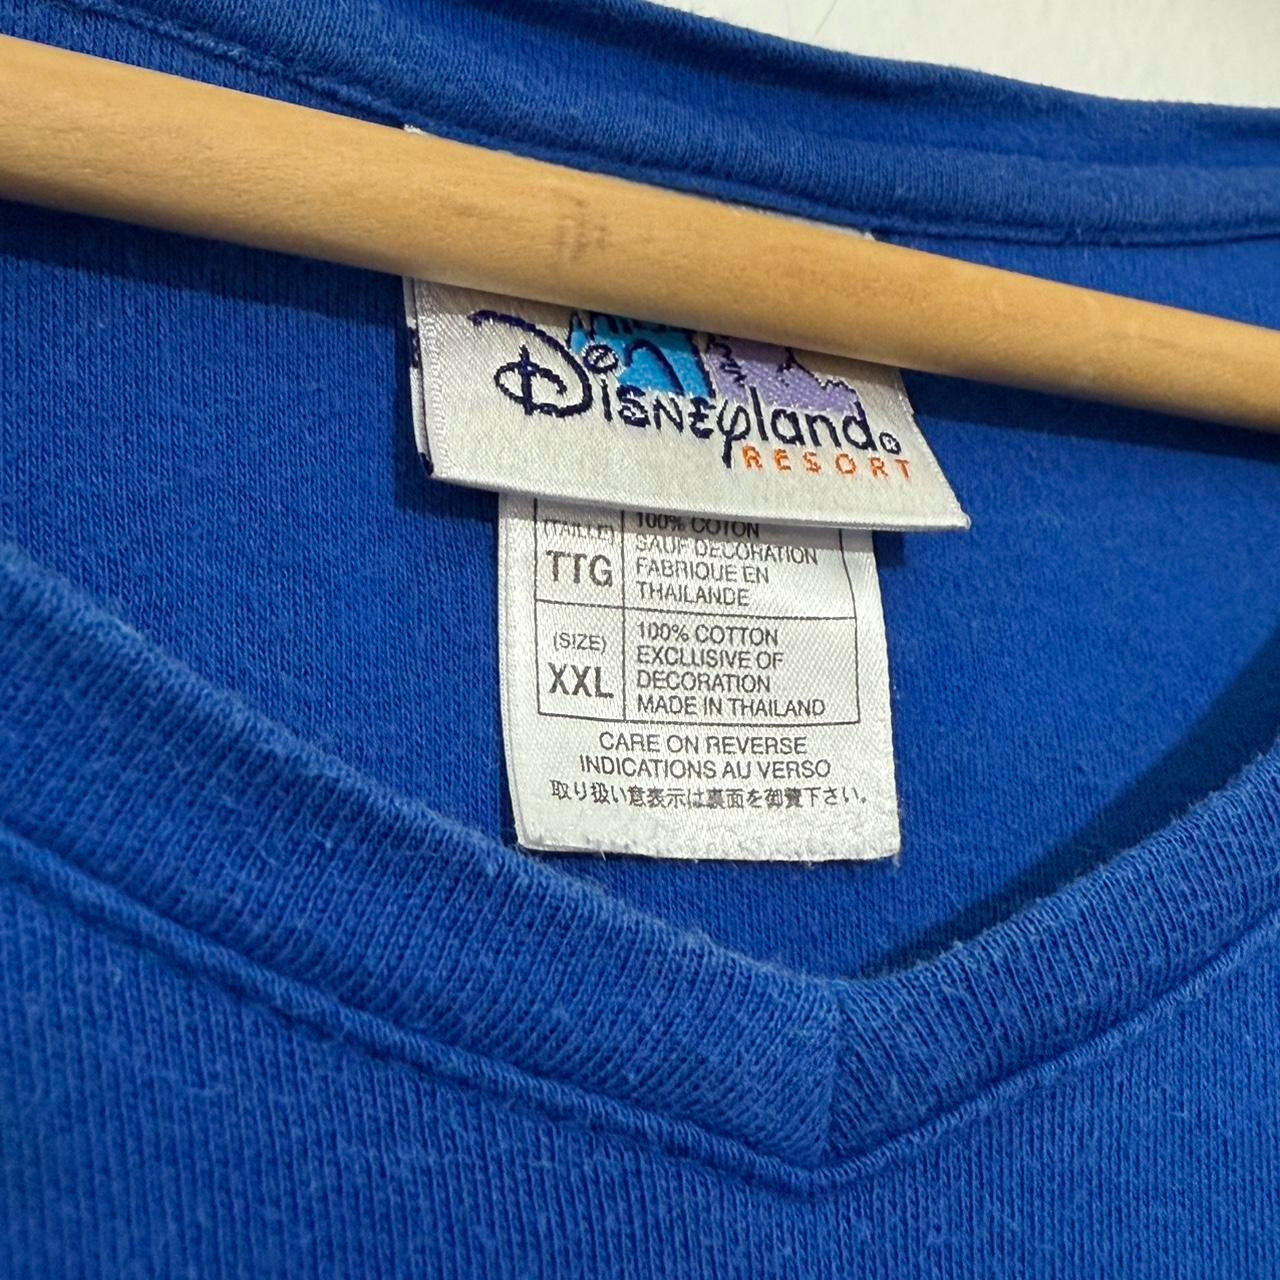 DISNEYland®
RESORT
(TAILLE)
TTG
100% COTON
SAUF DECORATION
FABRIQUE EN
THAILANDE
(SIZE)
XXL
100% COTTON
EXCLUSIVE OF
DECORATION
MADE IN THAILAND
CARE ON REVERSE
INDICATIONS AU VERSO
取り扱い意表示は裏面を御覽下さい。